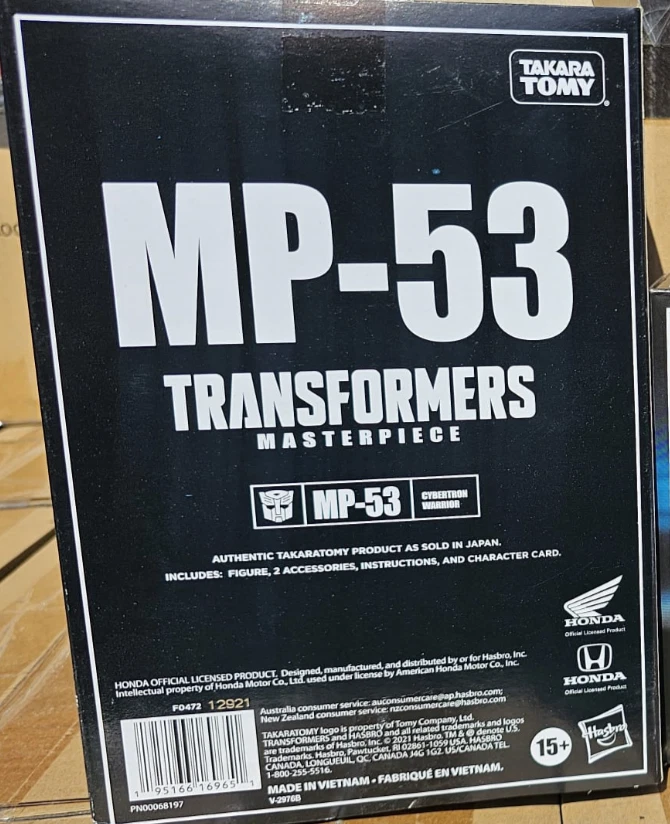 TAKARA
TOMY
MP-53
TRANSFORMERS
MASTERPIECE
MP-53
CYBERTRON
WARRIOR
AUTHENTIC TAKARATOMY PRODUCT AS SOLD IN JAPAN.
INCLUDES: FIGURE, 2 ACCESSORIES, INSTRUCTIONS, AND CHARACTER CARD.
HONDA
Official Licensed Product
HONDA
Official Licensed Product
HONDA OFFICIAL LICENSED PRODUCT. Designed, manufactured, and distributed by or for Hasbro, Inc.
Intellectual property of Honda Motor Co., Ltd. used under license by American Honda Motor Co., Inc.
F0472 12921
Australia consumer service: auconsumercare@ap.hasbro.com;
New Zealand consumer service: nzconsumercare@hasbro.com
TAKARATOMY logo is property of Tomy Company, Ltd.
TRANSFORMERS and HASBRO and all related trademarks and logos
are trademarks of Hasbro, Inc. © 2021 Hasbro. TM & ® denote U.S.
Trademarks. Hasbro, Pawtucket, RI 02861-1059 USA. HASBRO
CANADA, LONGUEUIL, QC, CANADA J4G 1G2. US/CANADA TEL.
1-800-255-5516.
MADE IN VIETNAM • FABRIQUÉ EN VIETNAM.
V-2976B
15+
Hasbro
1 95166 16965 1
PN00068197